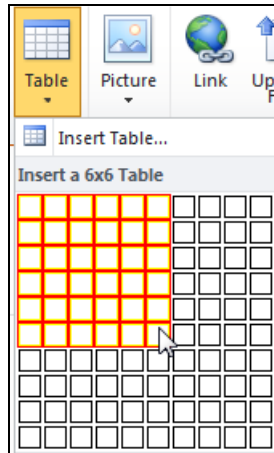 Table Picture Link Up
F
Insert Table...
Insert a 6x6 Table